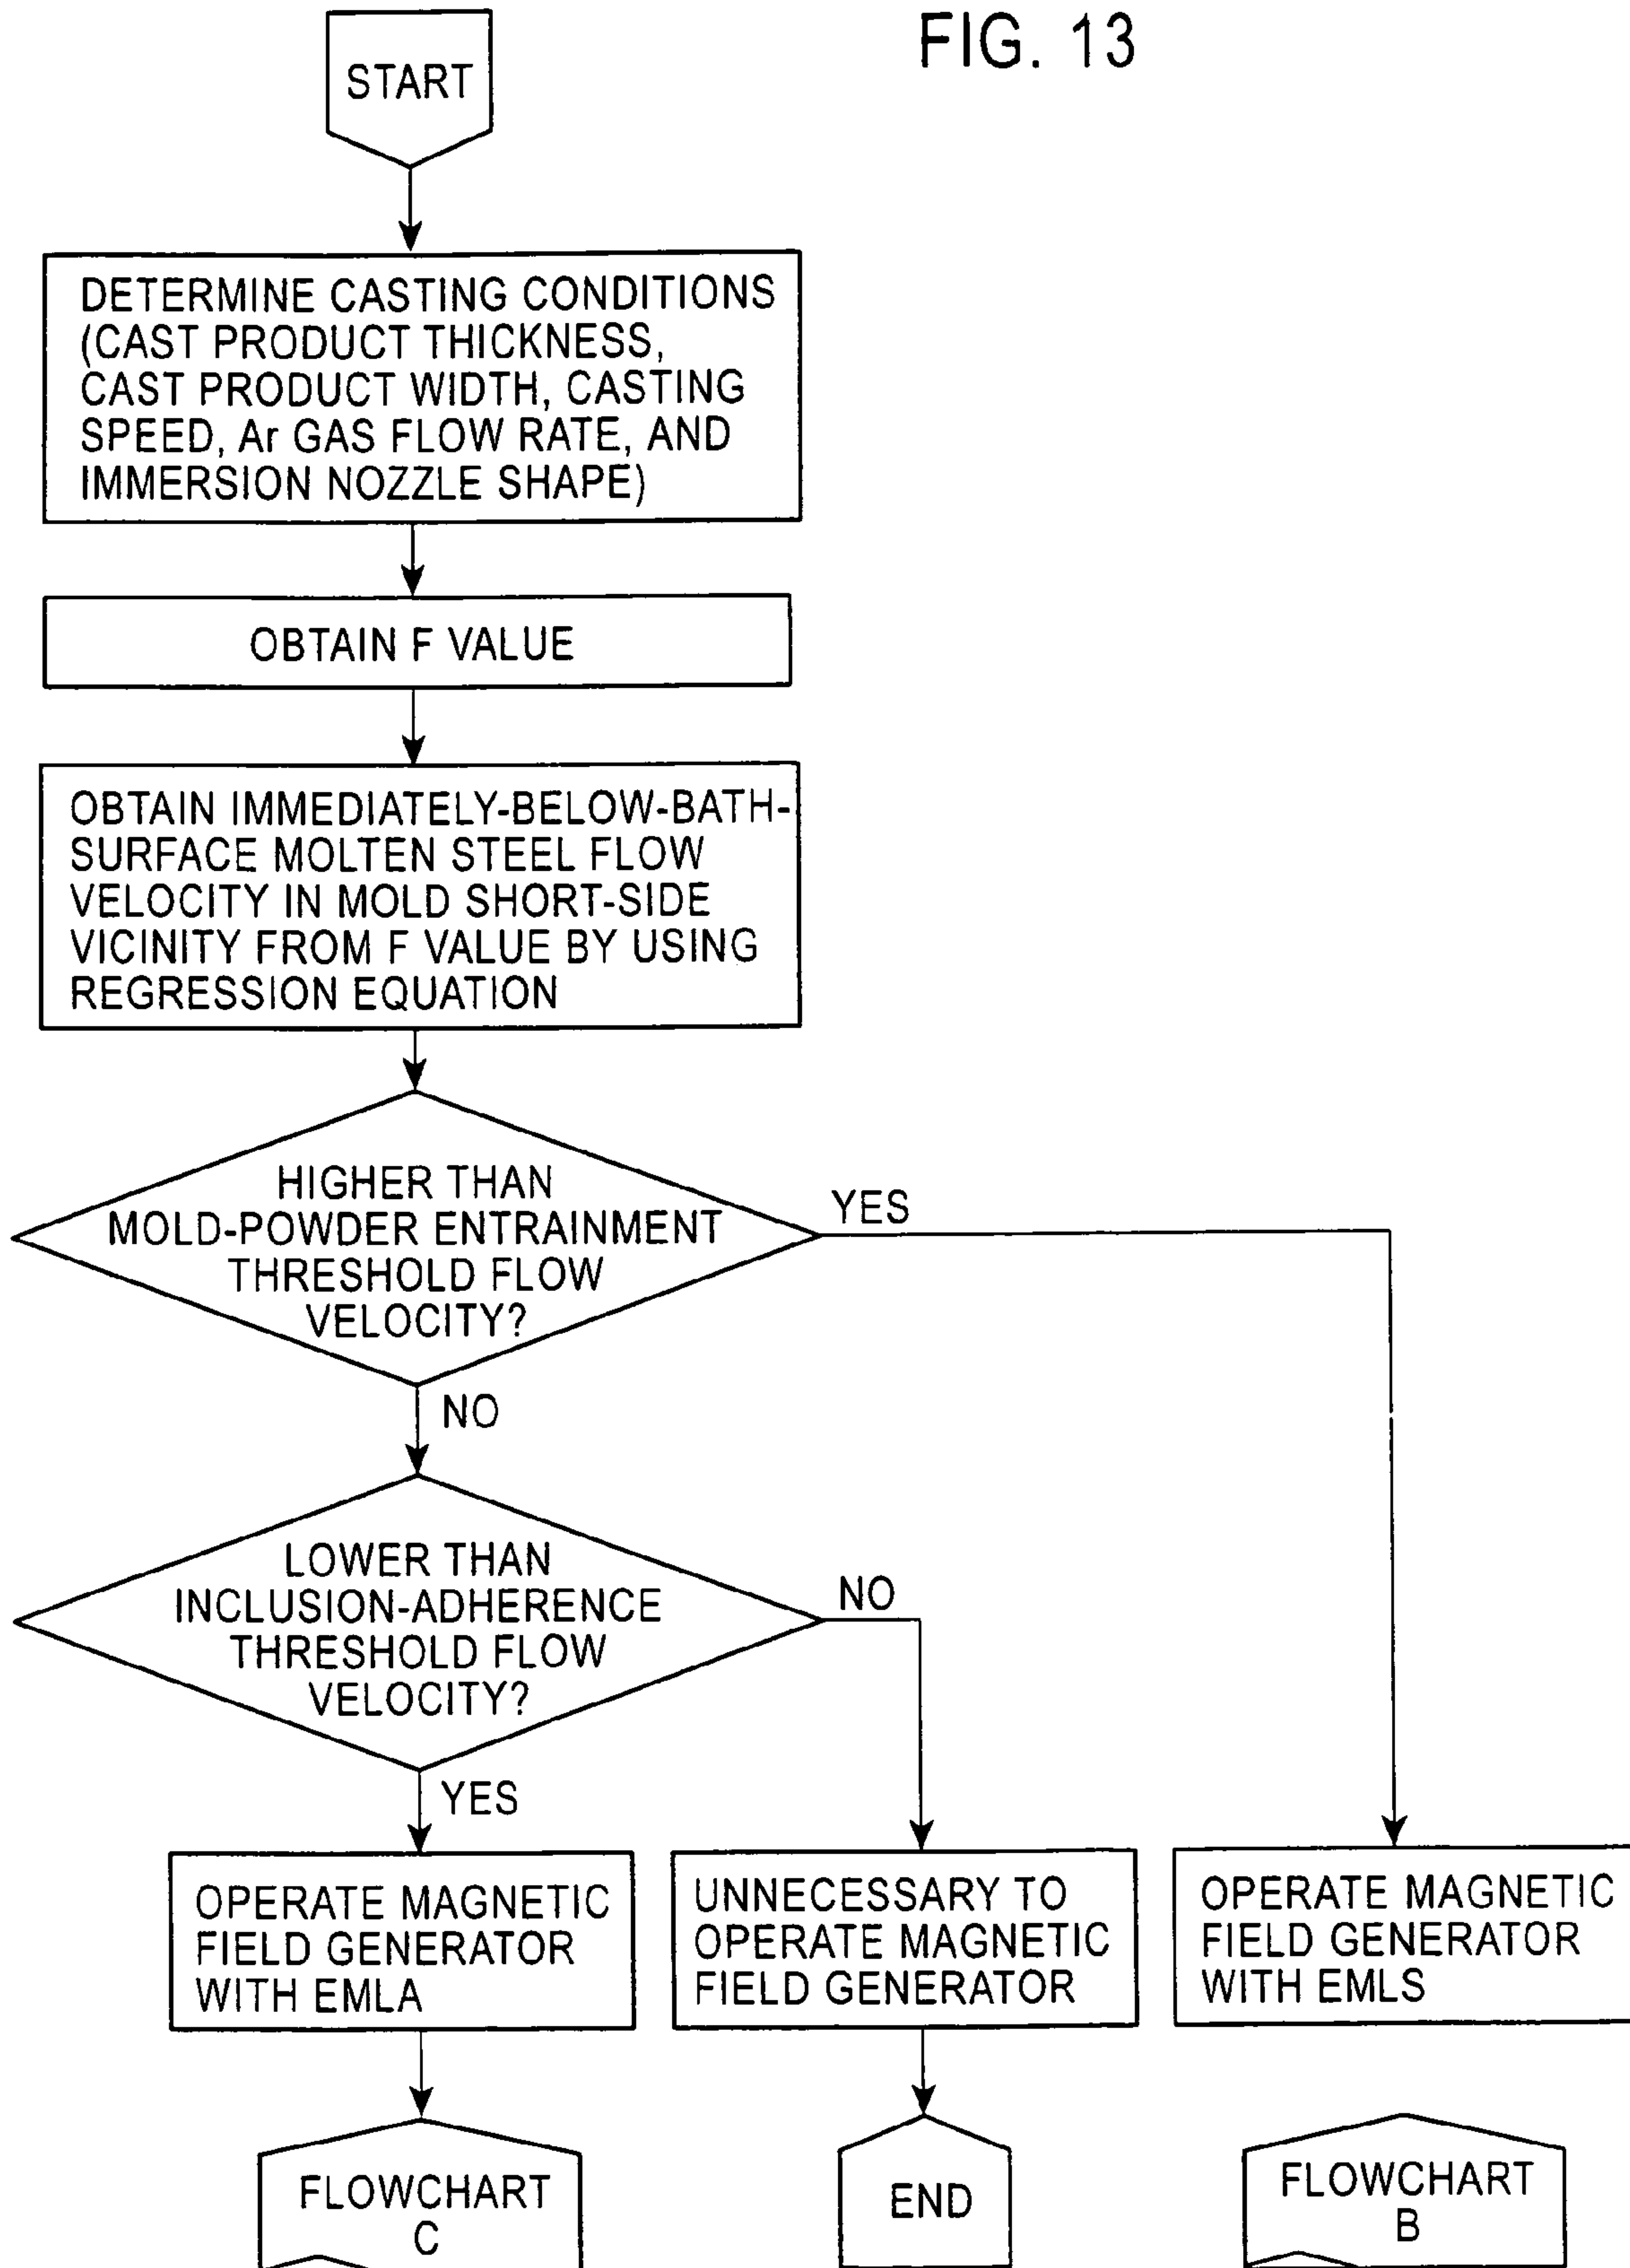 FIG. 13
START
DETERMINE CASTING CONDITIONS
(CAST PRODUCT THICKNESS,
CAST PRODUCT WIDTH, CASTING
SPEED, Ar GAS FLOW RATE, AND
IMMERSION NOZZLE SHAPE)
OBTAIN F VALUE
OBTAIN IMMEDIATELY-BELOW-BATH-
SURFACE MOLTEN STEEL FLOW
VELOCITY IN MOLD SHORT-SIDE
VICINITY FROM F VALUE BY USING
REGRESSION EQUATION
HIGHER THAN
MOLD-POWDER ENTRAINMENT
THRESHOLD FLOW
VELOCITY?
YES
NO
LOWER THAN
INCLUSION-ADHERENCE
THRESHOLD FLOW
VELOCITY?
NO
YES
OPERATE MAGNETIC
FIELD GENERATOR
WITH EMLA
UNNECESSARY TO
OPERATE MAGNETIC
FIELD GENERATOR
OPERATE MAGNETIC
FIELD GENERATOR
WITH EMLS
FLOWCHART
C
END
FLOWCHART
B